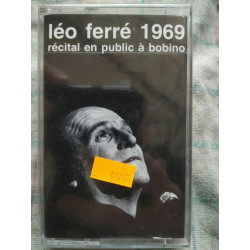 léo ferré 1969
récital en public à bobino